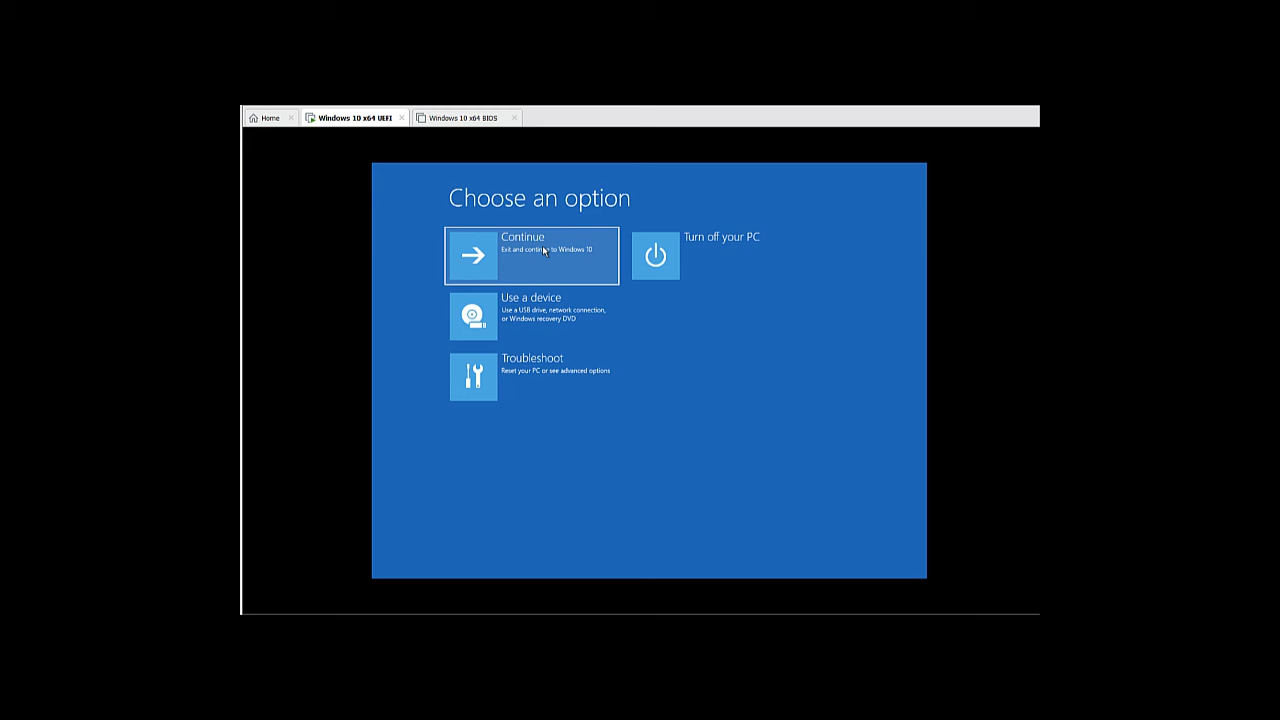 Home
Windows 10 x64 UEFI
Windows 10 x64 BIOS
Choose an option
Continue
Exit and continue to Windows 10
Turn off your PC
Use a device
Use a USB drive, network connection,
or Windows recovery DVD
Troubleshoot
Reset your PC or see advanced options